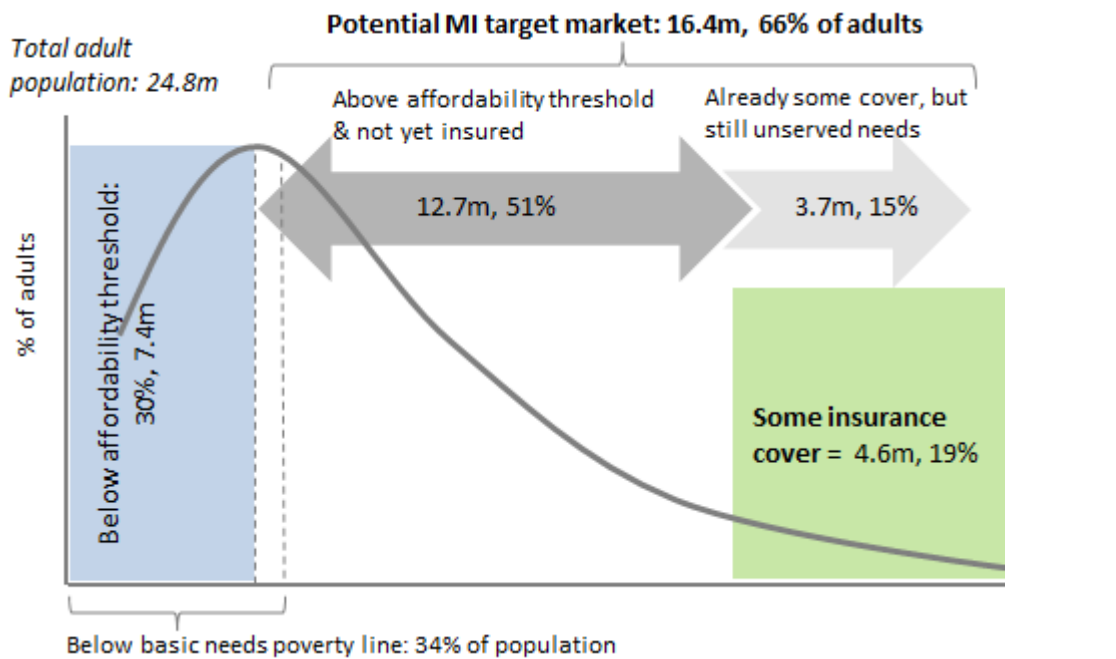 Potential MI target market: 16.4m, 66% of adults
Total adult
population: 24.8m
Above affordability threshold
& not yet insured
Already some cover, but
still unserved needs
12.7m, 51%
3.7m, 15%
% of adults
Below affordability threshold:
30%, 7.4m
Some insurance
cover = 4.6m, 19%
Below basic needs poverty line: 34% of population